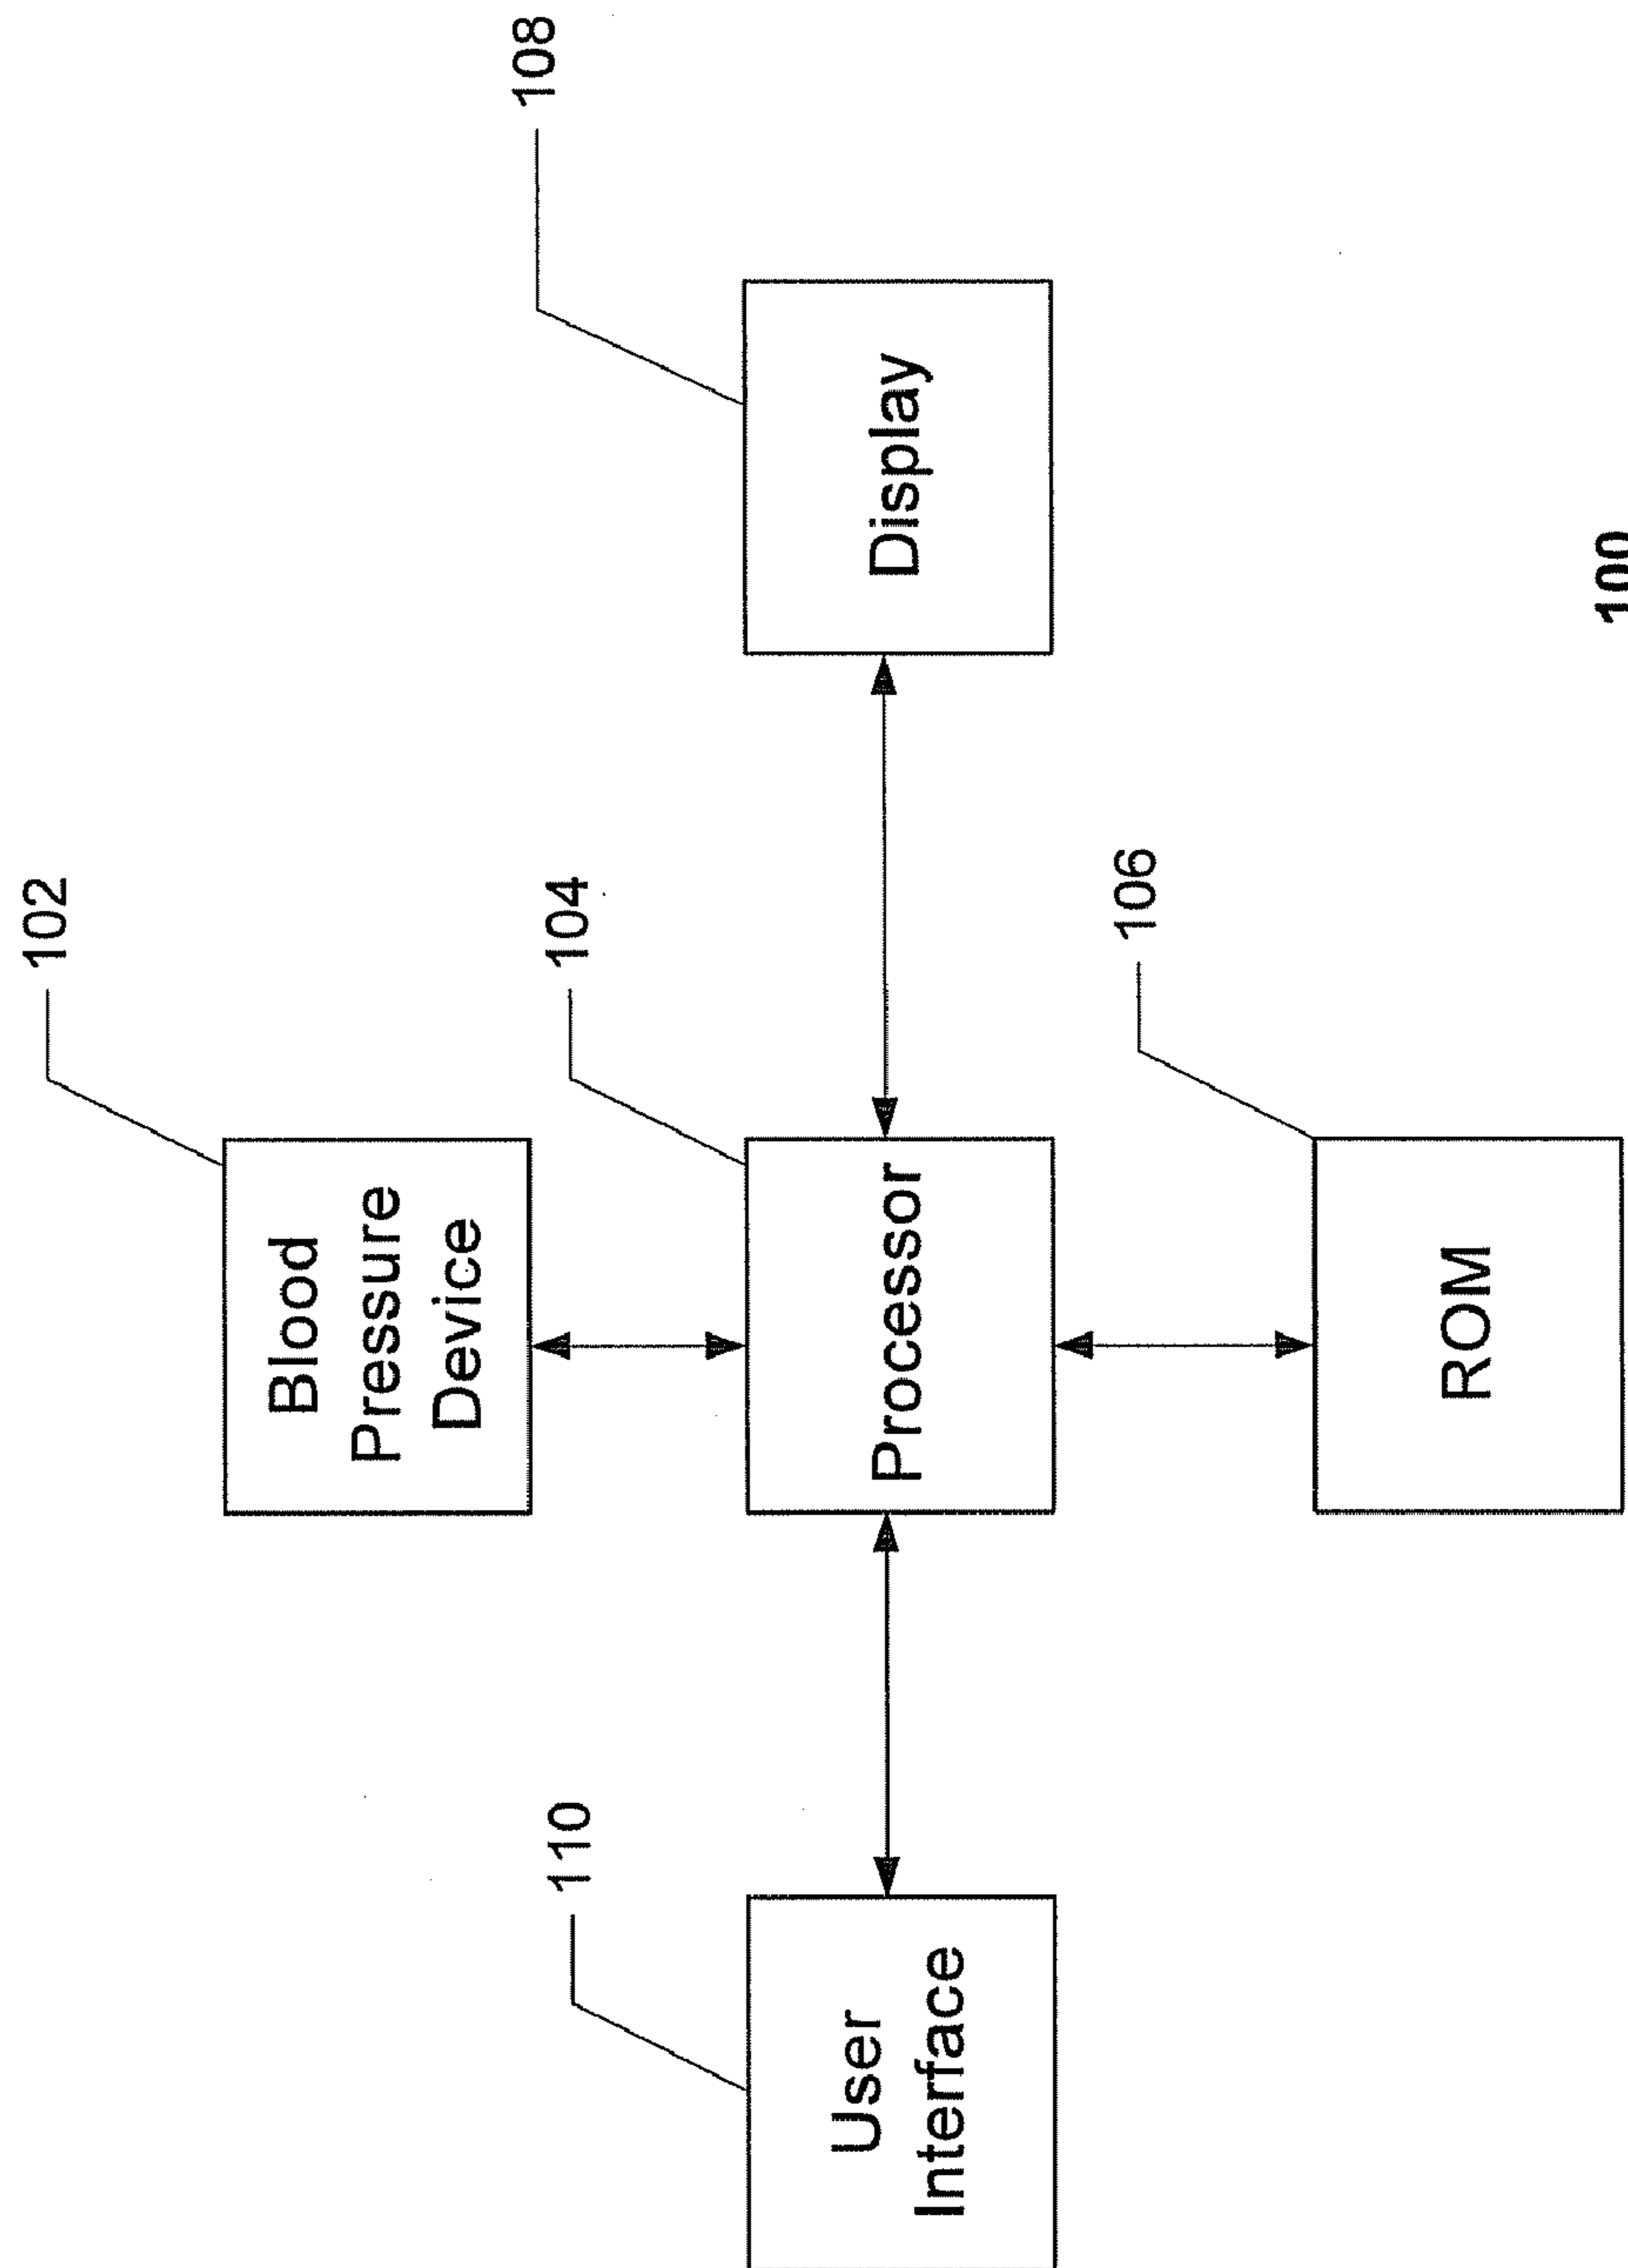 102
Blood
Pressure
Device
110
104
108
User
Interface
Processor
Display
106
ROM
100